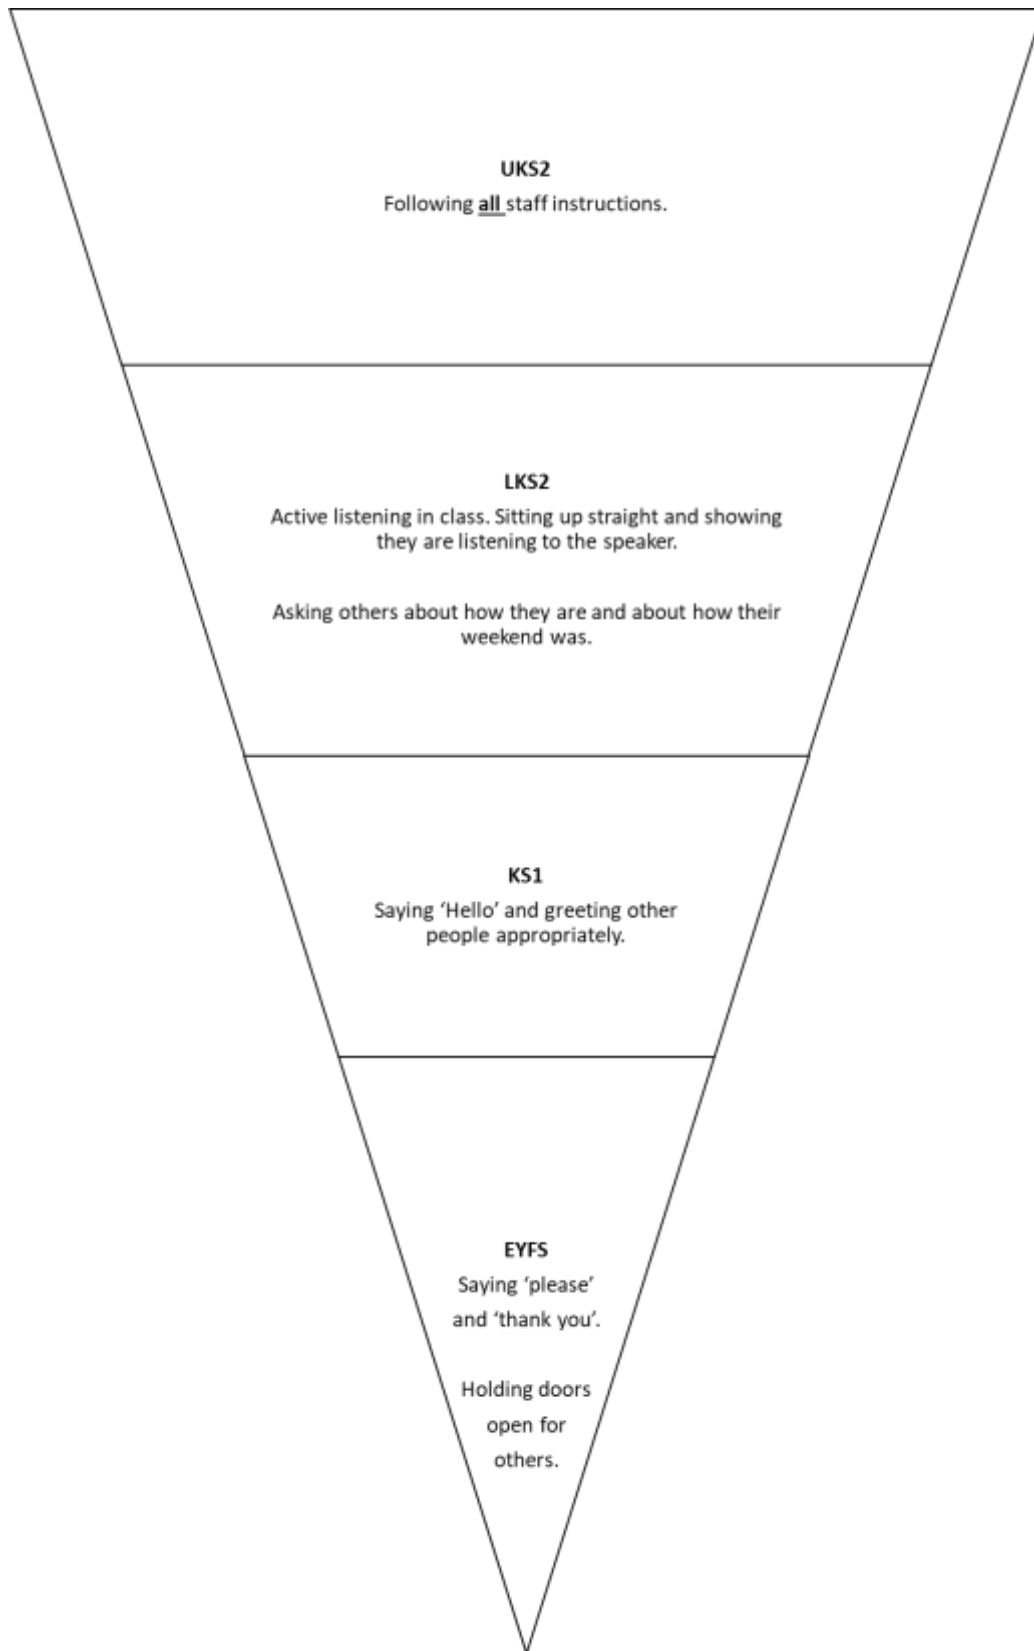 UKS2
Following all staff instructions.
LKS2
Active listening in class. Sitting up straight and showing
they are listening to the speaker.
Asking others about how they are and about how their
weekend was.
KS1
Saying ‘Hello’ and greeting other
people appropriately.
EYFS
Saying ‘please’
and ‘thank you’.
Holding doors
open for
others.